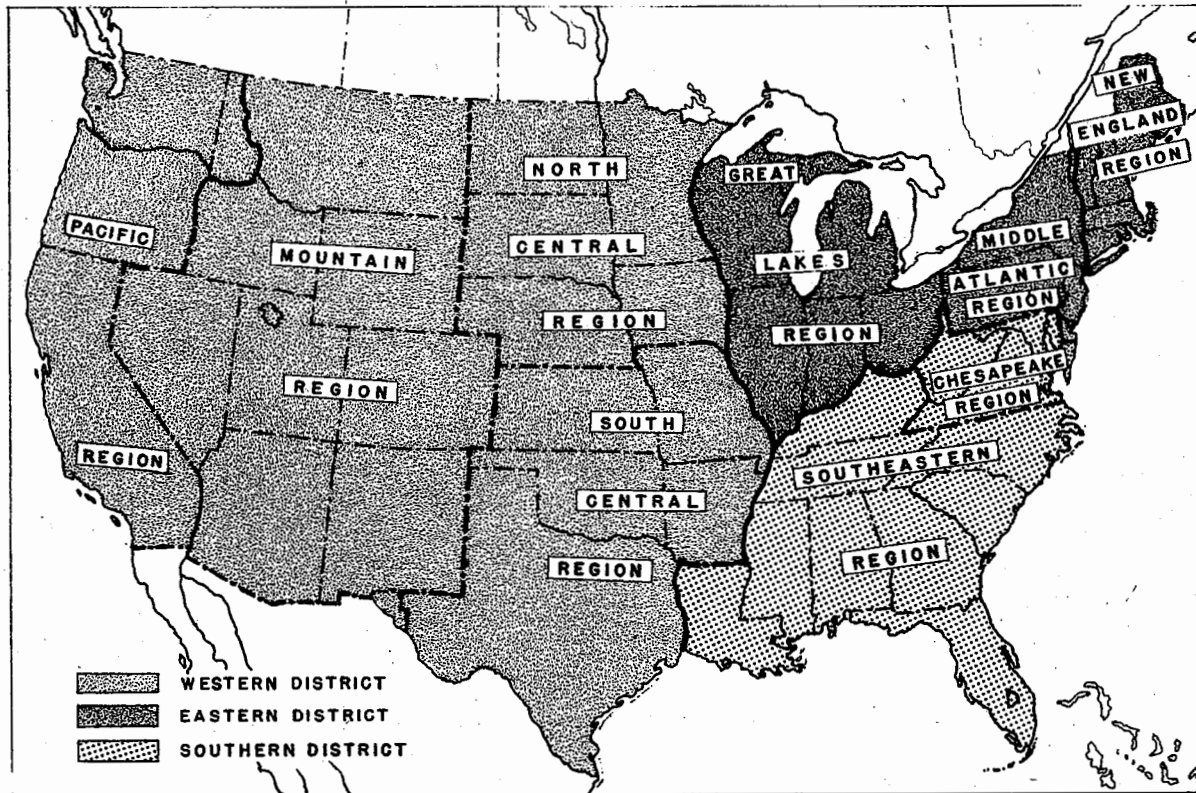 PACIFIC
REGION
MOUNTAIN
REGION
NORTH
CENTRAL
REGION
SOUTH
CENTRAL
REGION
GREAT
LAKES
REGION
NEW
ENGLAND
REGION
MIDDLE
ATLANTIC
REGION
CHESAPEAKE
REGION
SOUTHEASTERN
REGION
WESTERN DISTRICT
EASTERN DISTRICT
SOUTHERN DISTRICT